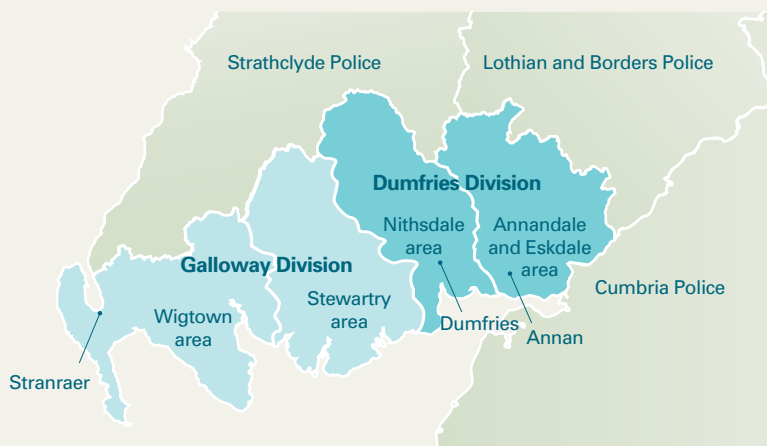 Strathclyde Police
Lothian and Borders Police
Dumfries Division
Nithsdale
area
Annandale
and Eskdale
area
Galloway Division
Stewartry
area
Wigtown
area
Cumbria Police
Dumfries
Annan
Stranraer